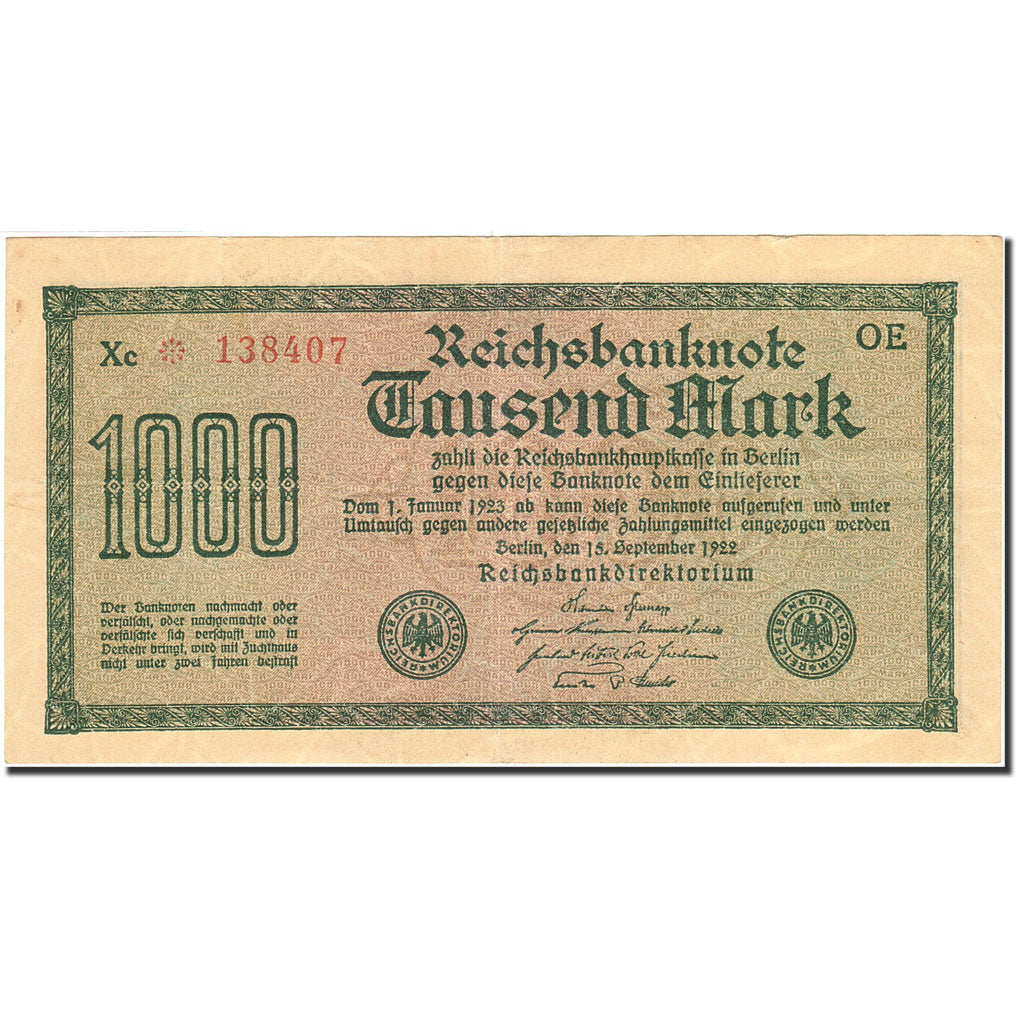 Xc 138407
OE
Reichsbanknote
Tausend Mark
1000
zahlt die Reichsbankhauptkasse in Berlin
gegen diese Banknote dem Einlieferer
Vom 1. Januar 1923 ab kann diese Banknote aufgerufen und unter
Umtausch gegen andere gesetzliche Zahlungsmittel eingezogen werden
Berlin, den 15. September 1922
Reichsbankdirektorium
Wer Banknoten nachmacht oder
verfälscht, oder nachgemachte oder
verfälschte sich verschafft und in
Verkehr bringt, wird mit Zuchthaus
nicht unter zwei Jahren bestraft
REICHSBANKDIREKTORIUM
REICHSBANKDIREKTORIUM